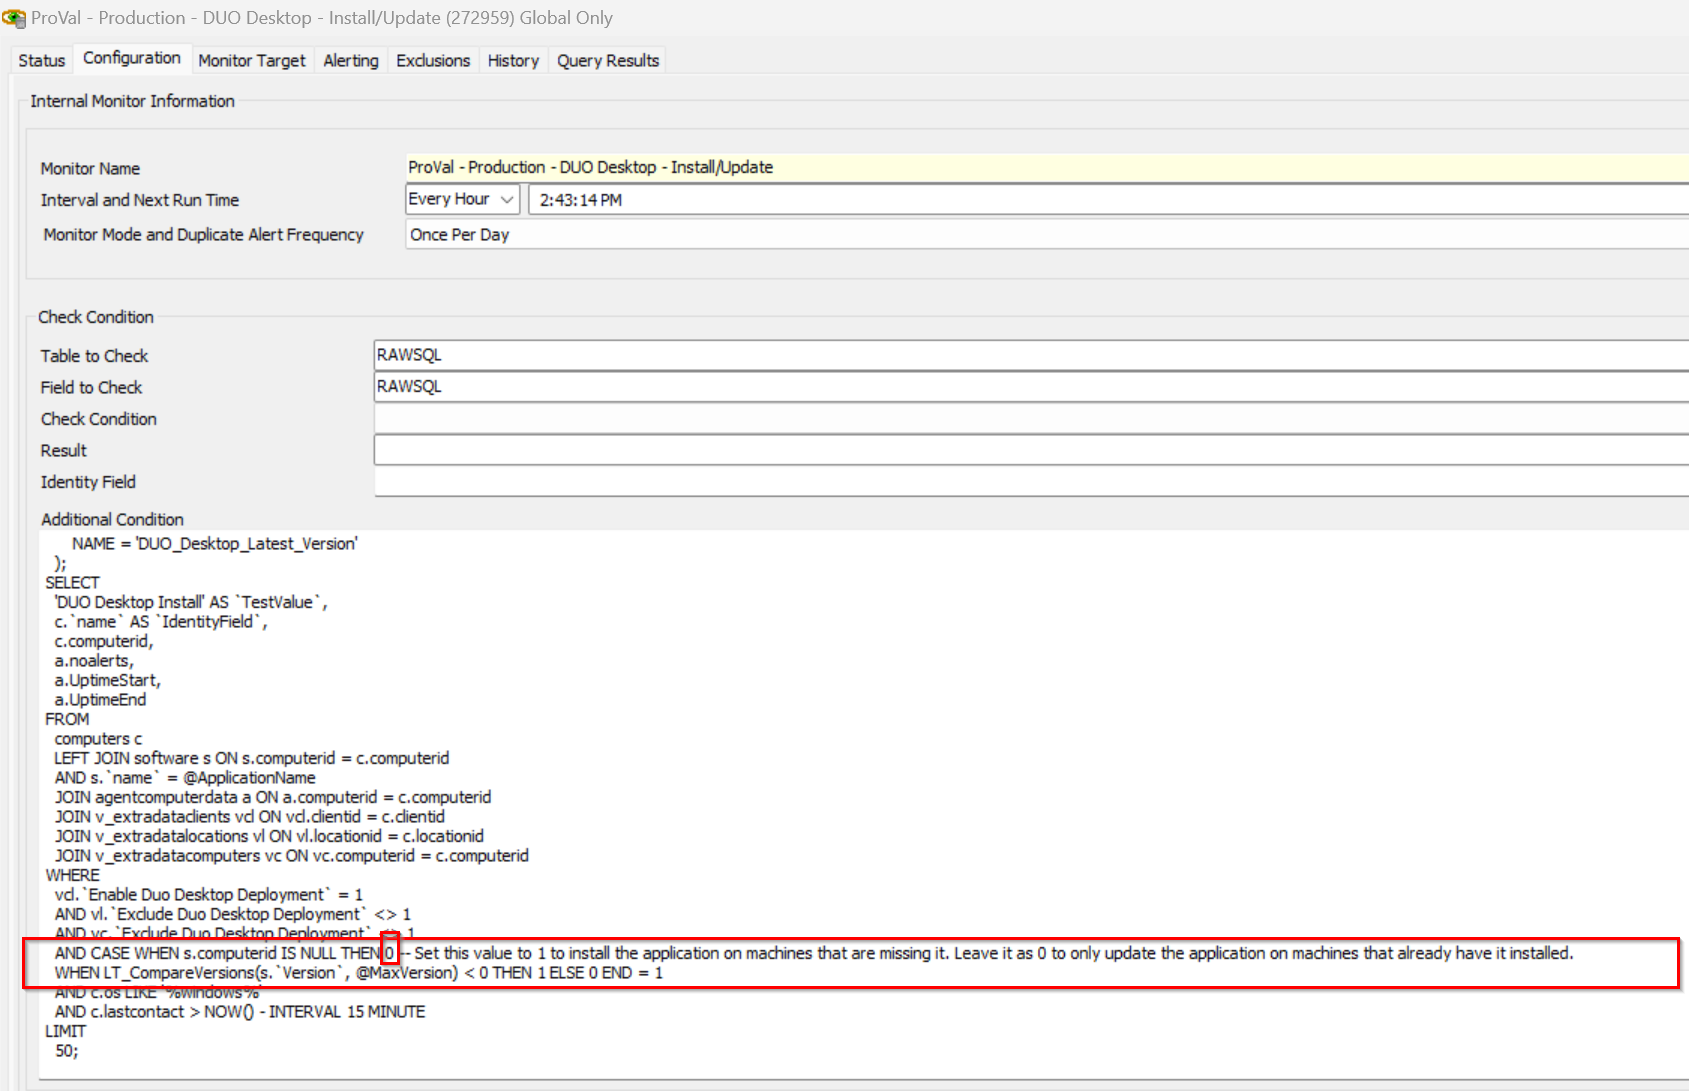 ProVal - Production - DUO Desktop - Install/Update (272959) Global Only
Status Configuration Monitor Target Alerting Exclusions History Query Results
Internal Monitor Information
Monitor Name ProVal - Production - DUO Desktop - Install/Update
Interval and Next Run Time Every Hour 2:43:14 PM
Monitor Mode and Duplicate Alert Frequency Once Per Day
Check Condition
Table to Check RAWSQL
Field to Check RAWSQL
Check Condition
Result
Identity Field
Additional Condition
NAME = 'DUO_Desktop_Latest_Version'
);
SELECT
'DUO Desktop Install' AS `TestValue`,
c.`name` AS `IdentityField`,
c.computerid,
a.noalerts,
a.UptimeStart,
a.UptimeEnd
FROM
computers c
LEFT JOIN software s ON s.computerid = c.computerid
AND s.`name` = @ApplicationName
JOIN agentcomputerdata a ON a.computerid = c.computerid
JOIN v_extradataclients vcl ON vcl.clientid = c.clientid
JOIN v_extradatalocations vl ON vl.locationid = c.locationid
JOIN v_extradatacomputers vc ON vc.computerid = c.computerid
WHERE
vcl.`Enable Duo Desktop Deployment` = 1
AND vl.`Exclude Duo Desktop Deployment` <> 1
AND vc.`Exclude Duo Desktop Deployment` <> 1
AND CASE WHEN s.computerid IS NULL THEN 0 -- Set this value to 1 to install the application on machines that are missing it. Leave it as 0 to only update the application on machines that already have it installed.
WHEN LT_CompareVersions(s.`Version`, @MaxVersion) < 0 THEN 1 ELSE 0 END = 1
AND c.os LIKE '%windows%'
AND c.lastcontact > NOW() - INTERVAL 15 MINUTE
LIMIT
50;